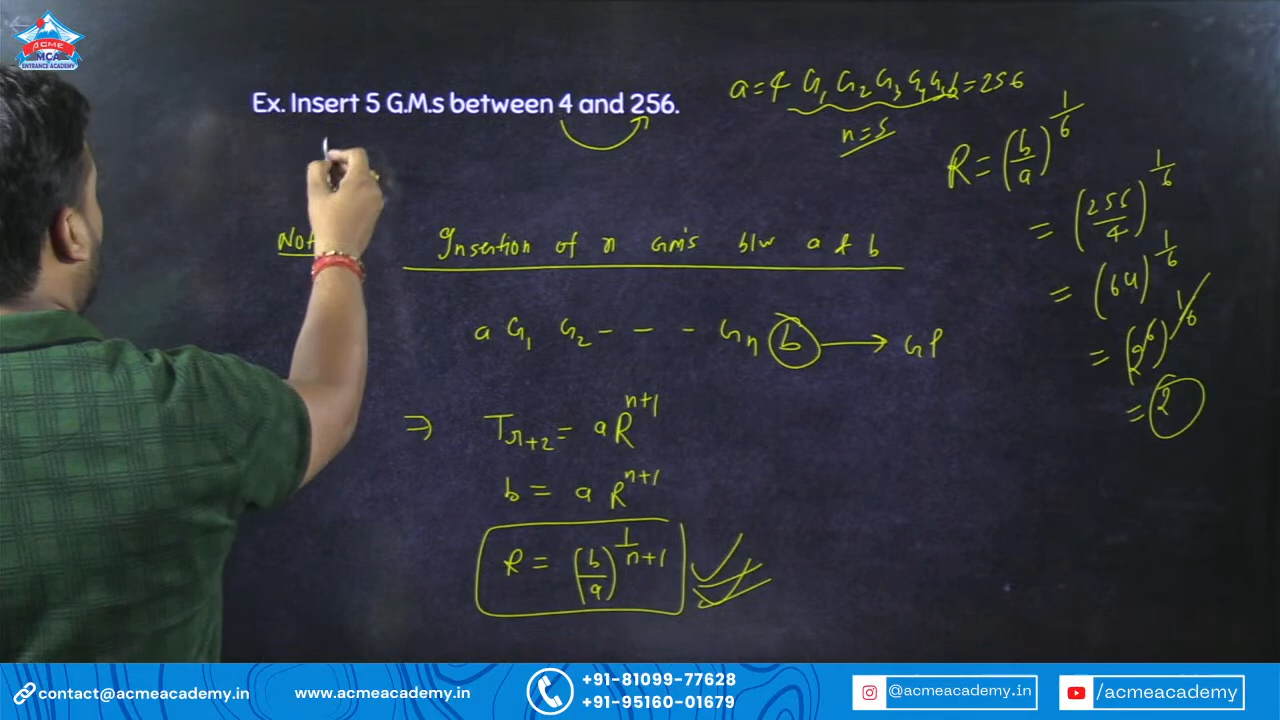 ACME
MCA
ENTRANCE ACADEMY
Ex. Insert 5 G.M.s between 4 and 256.
a = 4 G₁ G₂ G₃ G₄ G₅ b = 256
n = 5
R = (b/a)^1/6
= (256/4)^1/6
= (64)^1/6
= (2^6)^1/6
= 2
Not
Insertion of n GM's b/w a & b
a G₁ G₂ - - - Gₙ b → GP
⇒ Tₙ₊₂ = aR^n+1
b = a R^n+1
R = (b/a)^1/n+1
contact@acmeacademy.in
www.acmeacademy.in
+91-81099-77628
+91-95160-01679
@acmeacademy.in
/acmeacademy